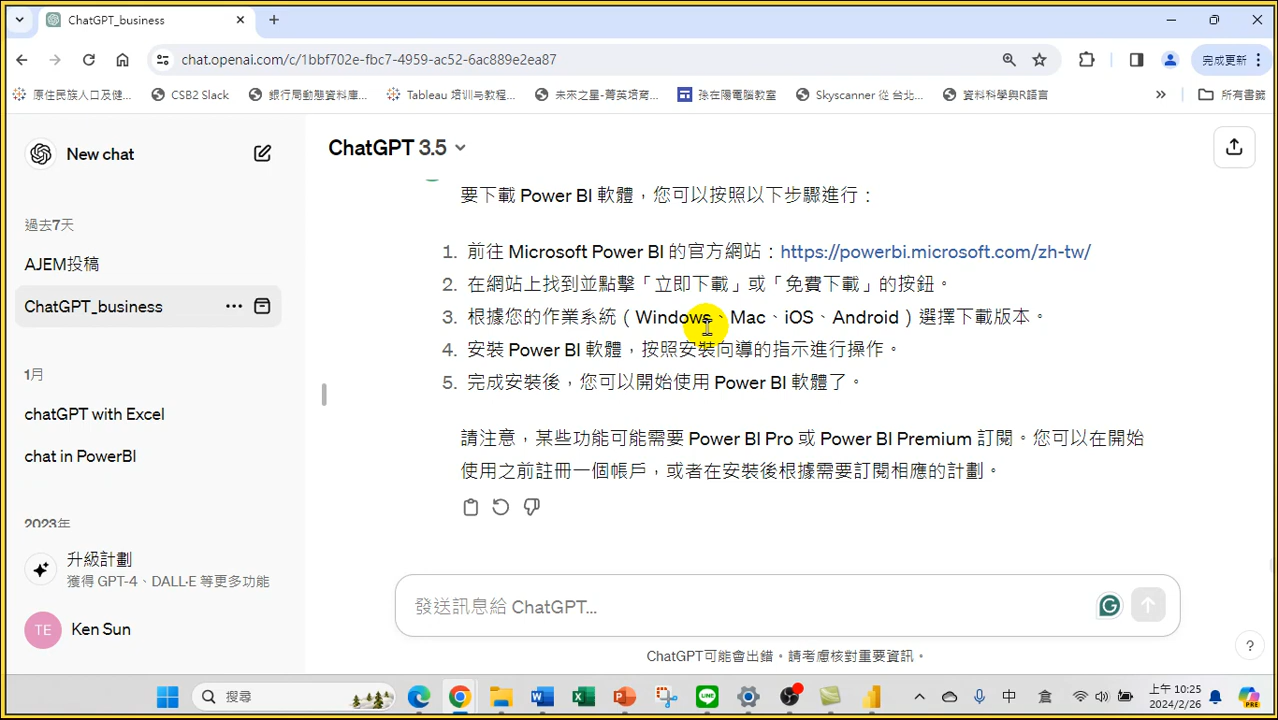 ChatGPT_business
chat.openai.com/c/1bbf702e-fbc7-4959-ac52-6ac889e2ea87
完成更新
原住民族人口及健...
CSB2 Slack
銀行局動態資料庫...
Tableau 培训与教程...
未來之星-菁英培育...
孫在陽電腦教室
Skyscanner 從 台北...
資料科學與R語言
»
所有書籤
New chat
過去7天
AJEM投稿
ChatGPT_business
1月
chatGPT with Excel
chat in PowerBI
2023年
升級計劃
獲得 GPT-4、DALL·E 等更多功能
TE
Ken Sun
ChatGPT 3.5
要下載 Power BI 軟體，您可以按照以下步驟進行：
1. 前往 Microsoft Power BI 的官方網站：https://powerbi.microsoft.com/zh-tw/
2. 在網站上找到並點擊「立即下載」或「免費下載」的按鈕。
3. 根據您的作業系統（Windows、Mac、iOS、Android）選擇下載版本。
4. 安裝 Power BI 軟體，按照安裝向導的指示進行操作。
5. 完成安裝後，您可以開始使用 Power BI 軟體了。
請注意，某些功能可能需要 Power BI Pro 或 Power BI Premium 訂閱。您可以在開始
使用之前註冊一個帳戶，或者在安裝後根據需要訂閱相應的計劃。
發送訊息給 ChatGPT...
ChatGPT可能會出錯。請考慮核對重要資訊。
?
搜尋
中
上午 10:25
2024/2/26
PRE